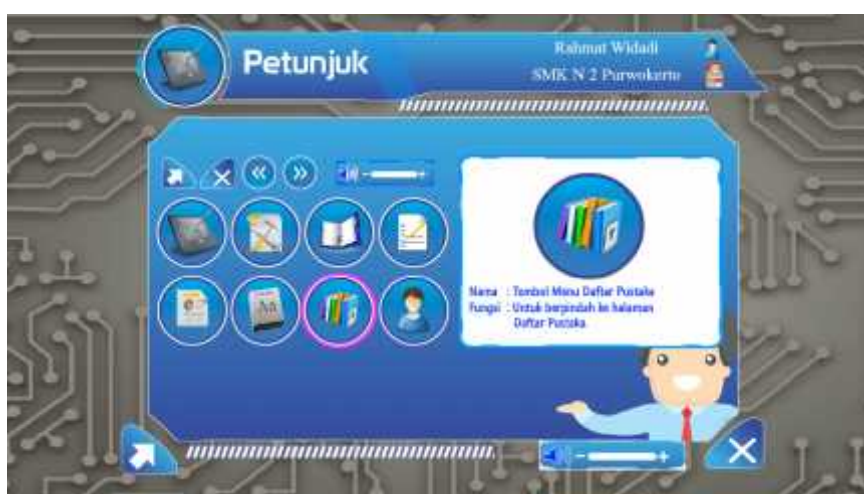 Petunjuk
Rahmat Widadi
SMK N 2 Purwokerto
Nama : Tombol Menu Daftar Pustaka
Fungsi : Untuk berpindah ke halaman
Daftar Pustaka.